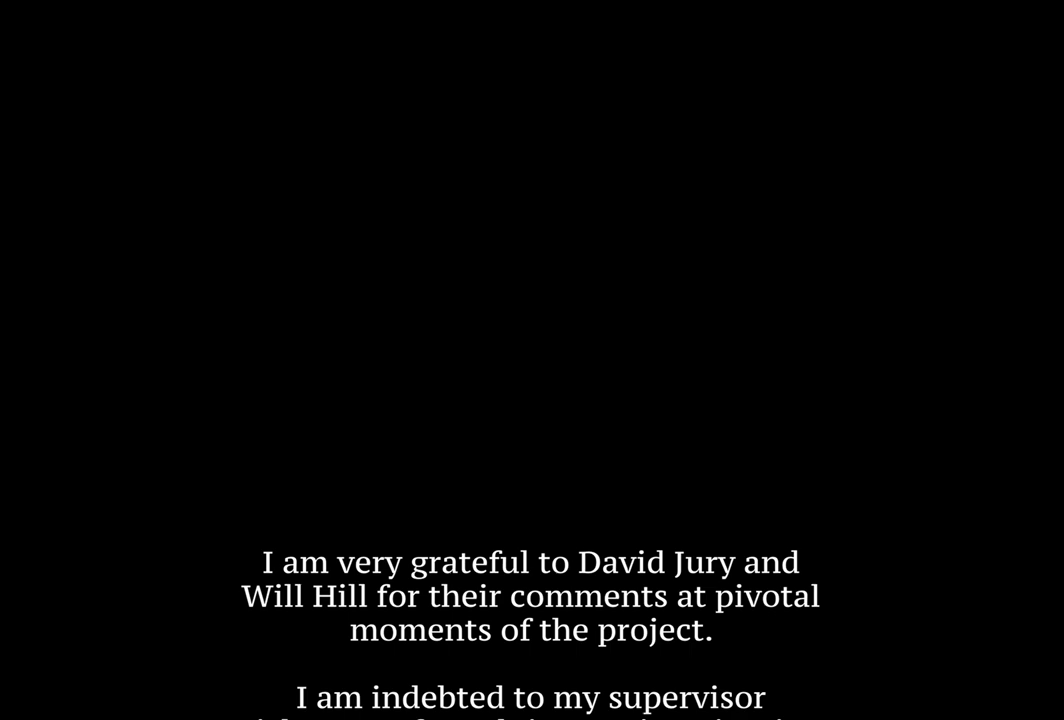 I am very grateful to David Jury and
Will Hill for their comments at pivotal
moments of the project.
I am indebted to my supervisor